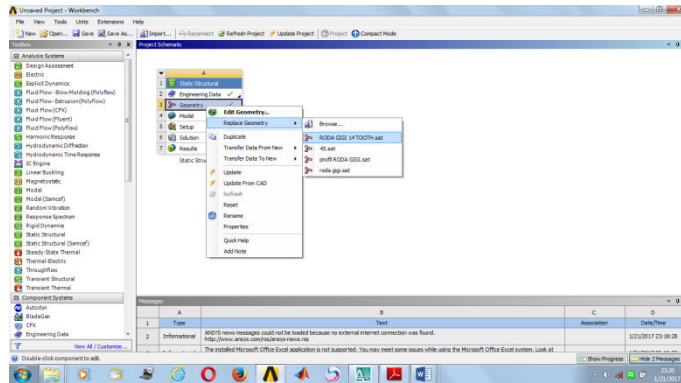 Unsaved Project - Workbench
File View Tools Units Extensions Help
New Open... Save Save As... Import... Reconnect Refresh Project Update Project Project Compact Mode
Toolbox
Project Schematic
Analysis Systems
Design Assessment
Electric
Explicit Dynamics
Fluid Flow - Blow Molding (Polyflow)
Fluid Flow - Extrusion (Polyflow)
Fluid Flow (CFX)
Fluid Flow (Fluent)
Fluid Flow (Polyflow)
Harmonic Response
Hydrodynamic Diffraction
Hydrodynamic Time Response
IC Engine
Linear Buckling
Magnetostatic
Modal
Modal (Samcef)
Random Vibration
Response Spectrum
Rigid Dynamics
Static Structural
Static Structural (Samcef)
Steady-State Thermal
Thermal-Electric
Throughflow
Transient Structural
Transient Thermal
Component Systems
Autodyn
BladeGen
CFX
Engineering Data
View All / Customize...
A
1 Static Structural
2 Engineering Data
3 Geometry
4 Model
5 Setup
6 Solution
7 Results
Static Stru
Edit Geometry...
Replace Geometry
Duplicate
Transfer Data From New
Transfer Data To New
Update
Update From CAD
Refresh
Reset
Rename
Properties
Quick Help
Add Note
Browse...
RODA GIGI 14 TOOTH.sat
45.sat
profil RODA GIGI.sat
roda gigi.sat
Messages
A B C D
1 Type Text Association Date/Time
2 Informational ANSYS news messages could not be loaded because no external internet connection was found. http://www.ansys.com/rss/ansys-news.rss 1/21/2017 23:18:28
The installed Microsoft Office Excel application is not supported. You may meet some issues while using the Microsoft Office Excel system. Look at
Double-click component to edit.
Show Progress Hide 2 Messages
23:20
1/21/2017